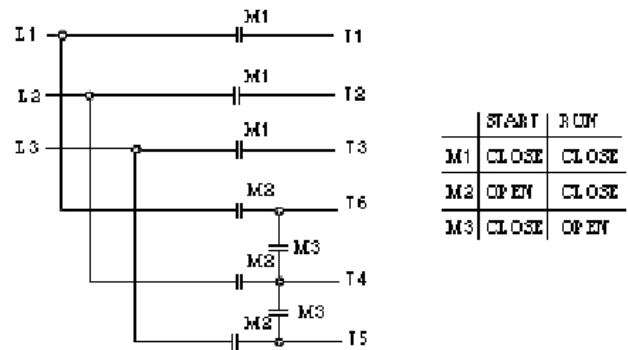 M1
L1 T1
M1
L2 T2
M1
L3 T3
M2
T6
M3
M2
T4
M3
M2
T5
START RUN
M1 CLOSE CLOSE
M2 OPEN CLOSE
M3 CLOSE OPEN